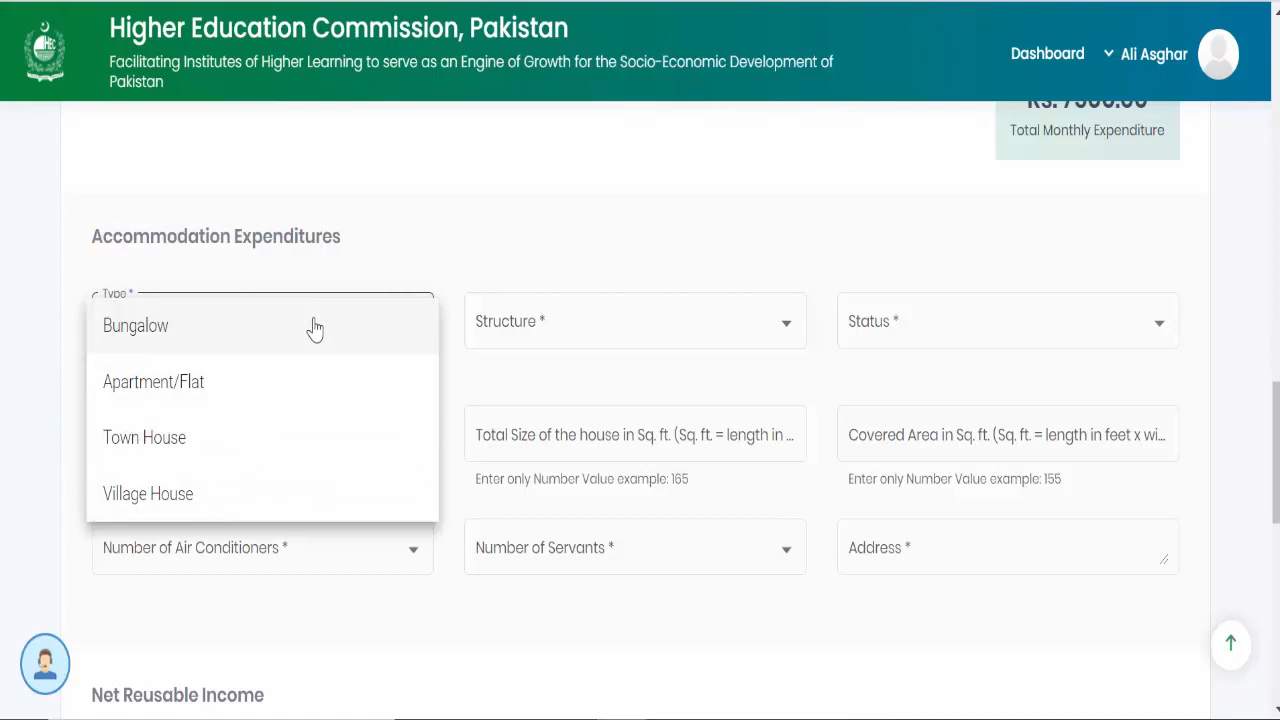 Higher Education Commission, Pakistan
Facilitating Institutes of Higher Learning to serve as an Engine of Growth for the Socio-Economic Development of
Pakistan
Dashboard
Ali Asghar
Rs. 7500.00
Total Monthly Expenditure
Accommodation Expenditures
Type *
Structure *
Status *
Bungalow
Apartment/Flat
Town House
Village House
Total Size of the house in Sq. ft. (Sq. ft. = length in ...
Covered Area in Sq. ft. (Sq. ft. = length in feet x wi...
Enter only Number Value example: 165
Enter only Number Value example: 155
Number of Air Conditioners *
Number of Servants *
Address *
Net Reusable Income